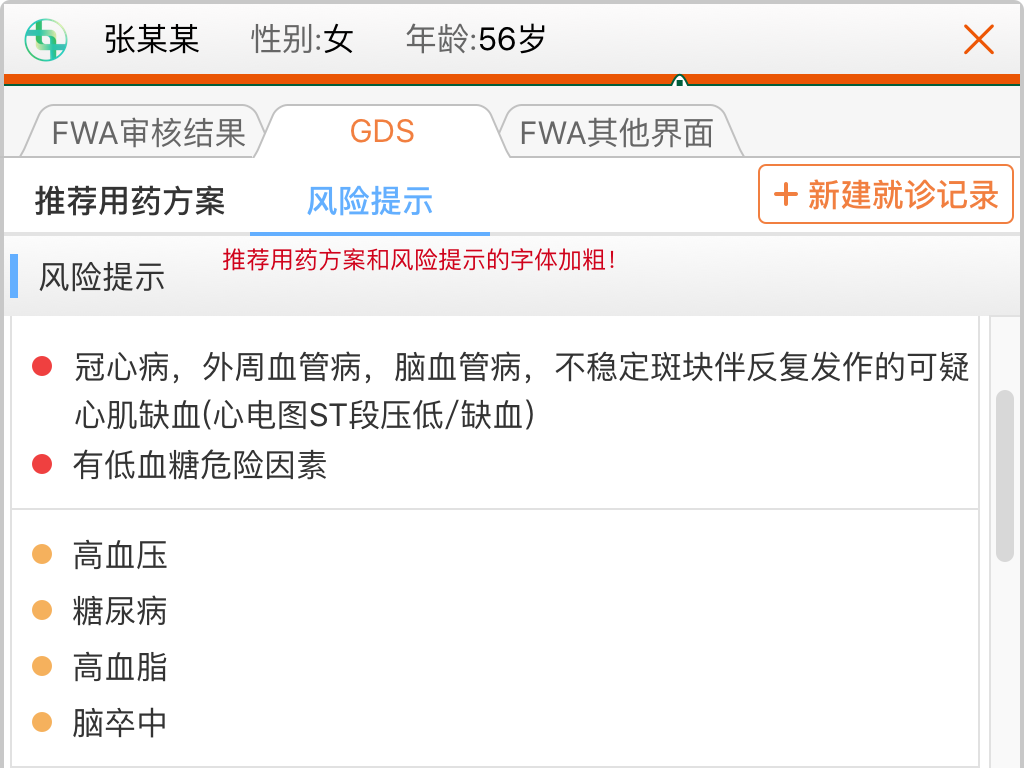 张某某 性别:女 年龄:56岁
FWA审核结果 GDS FWA其他界面
推荐用药方案 风险提示 + 新建就诊记录
风险提示 推荐用药方案和风险提示的字体加粗！
冠心病，外周血管病，脑血管病，不稳定斑块伴反复发作的可疑
心肌缺血(心电图ST段压低/缺血)
有低血糖危险因素
高血压
糖尿病
高血脂
脑卒中